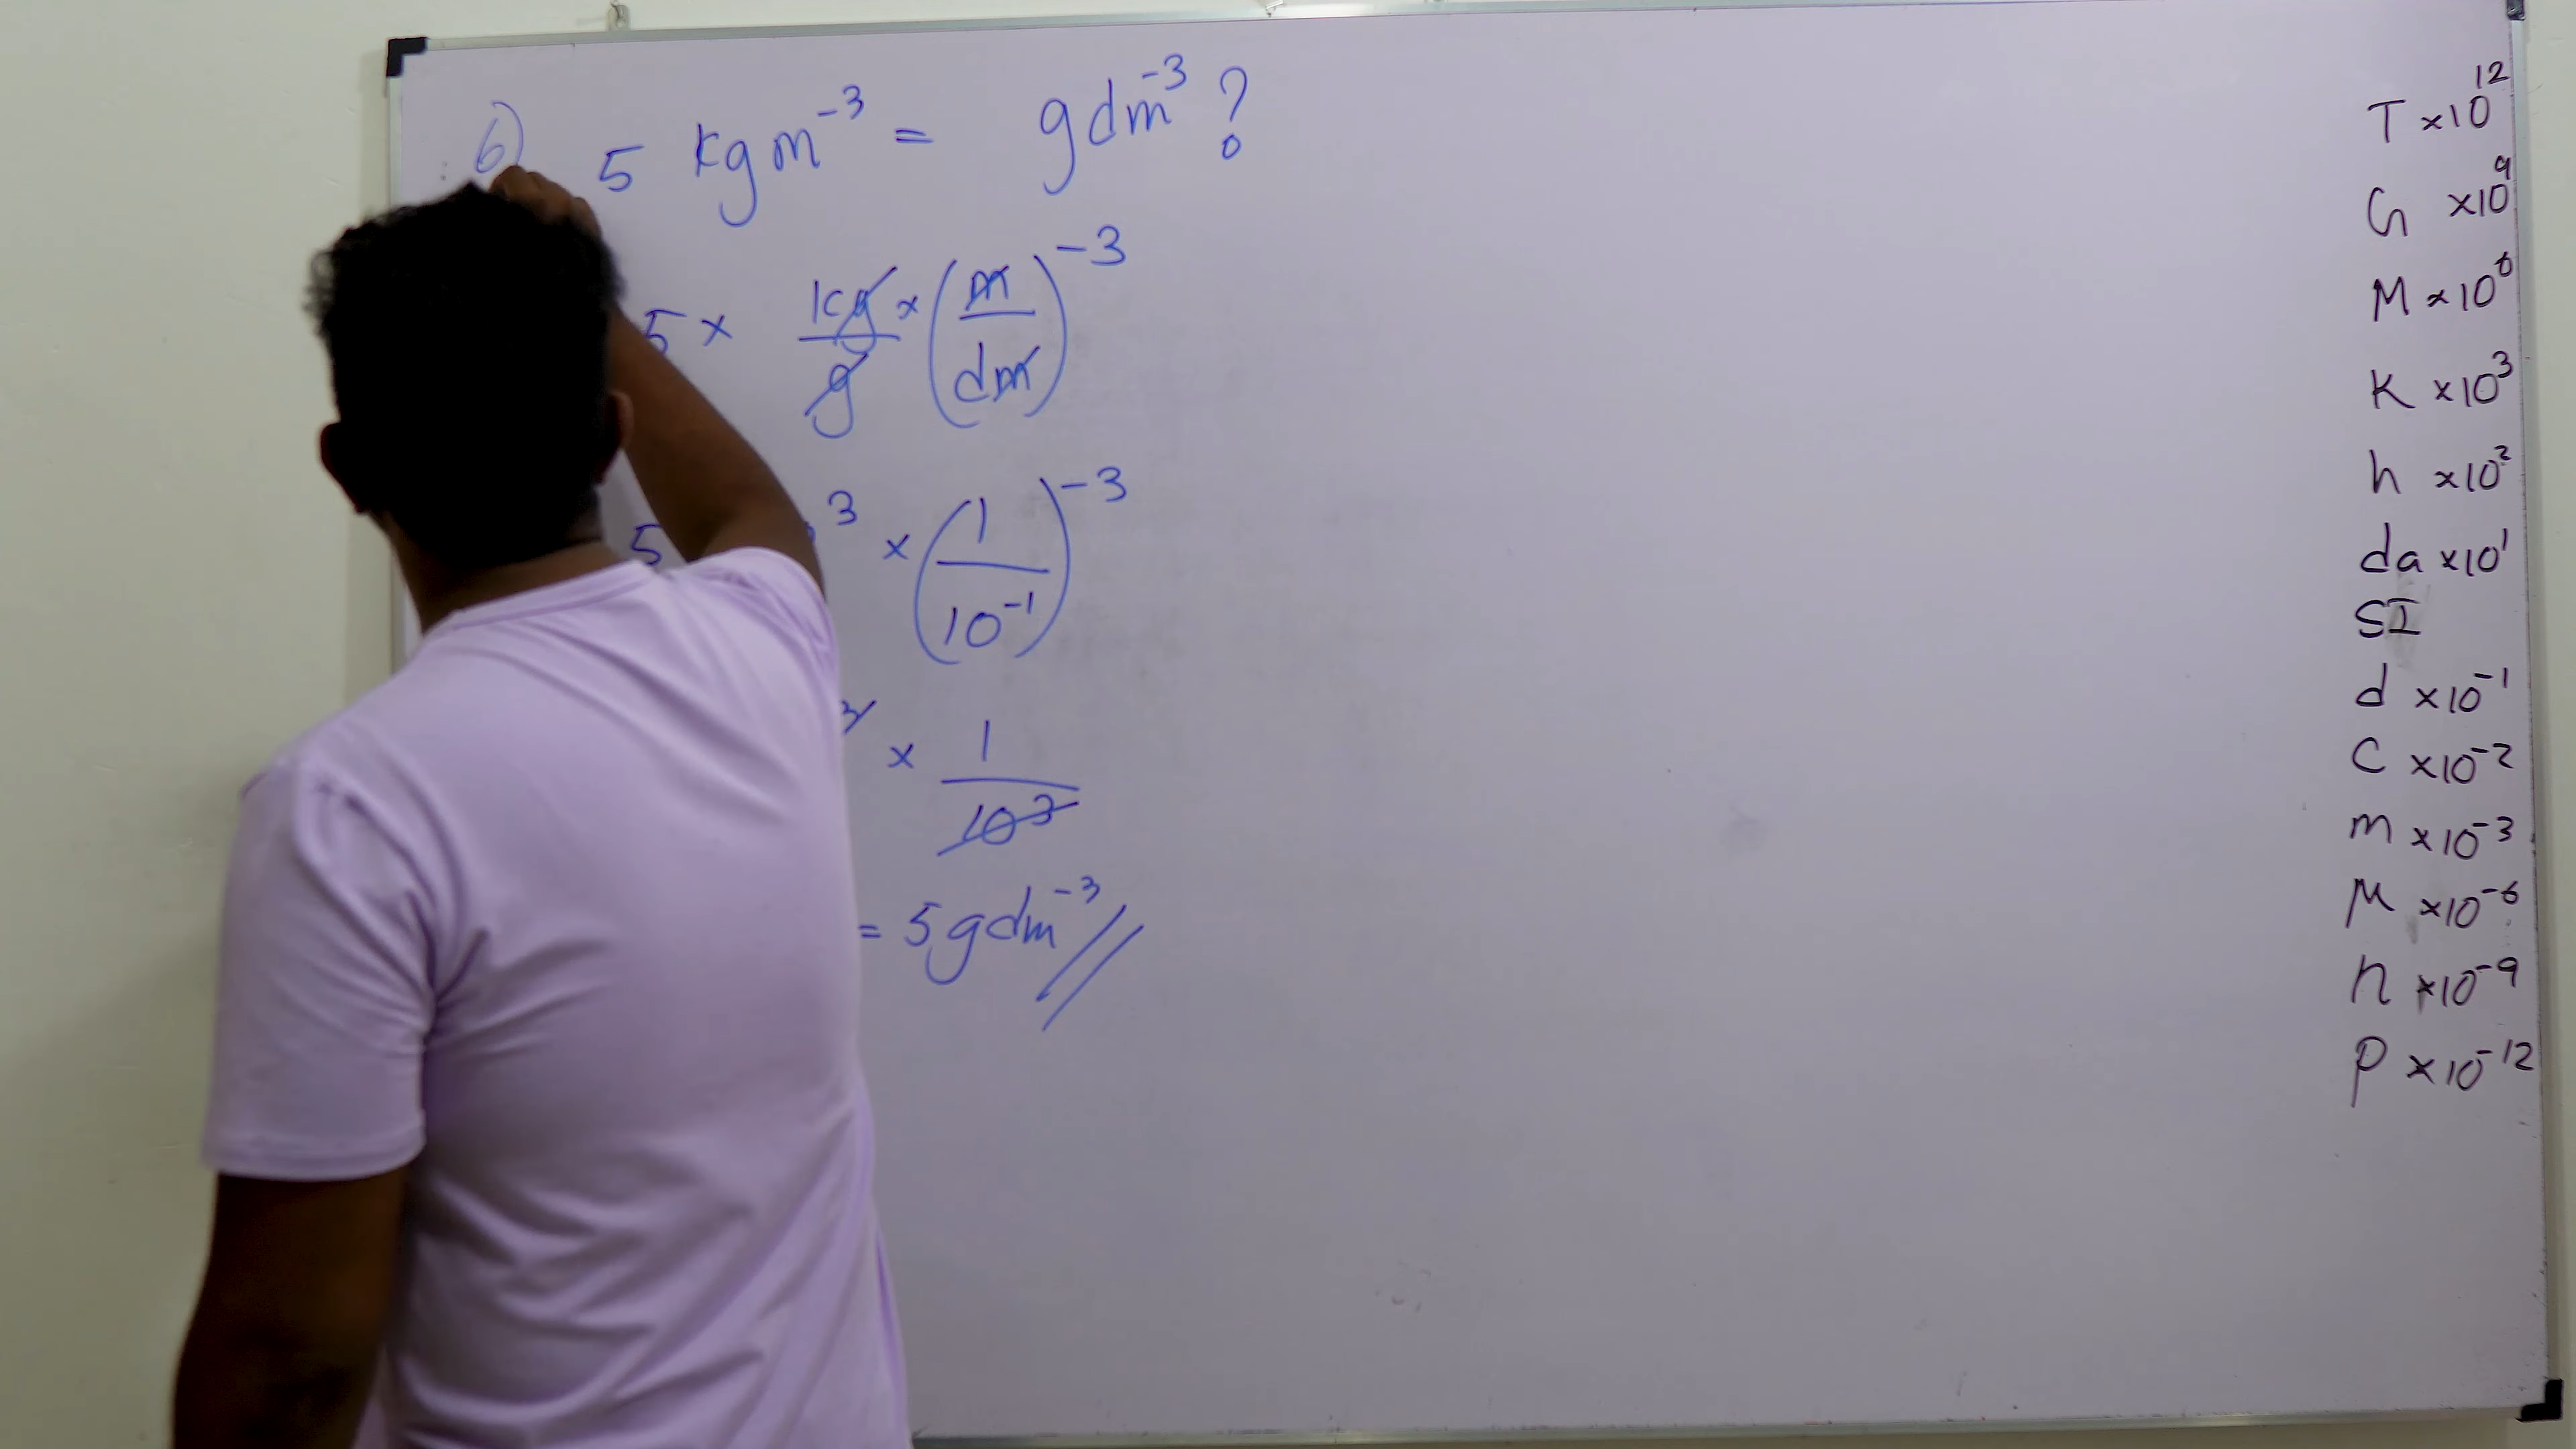 6) 5 kgm⁻³ = gdm⁻³ ?
5 × kg/g × (m/dm)⁻³
5 ³ × (1/10⁻¹)⁻³
³ × 1/10³
= 5gdm⁻³ //
T ×10¹²
G ×10⁹
M ×10⁶
K ×10³
h ×10²
da ×10¹
SI
d ×10⁻¹
c ×10⁻²
m ×10⁻³
μ ×10⁻⁶
n ×10⁻⁹
p ×10⁻¹²